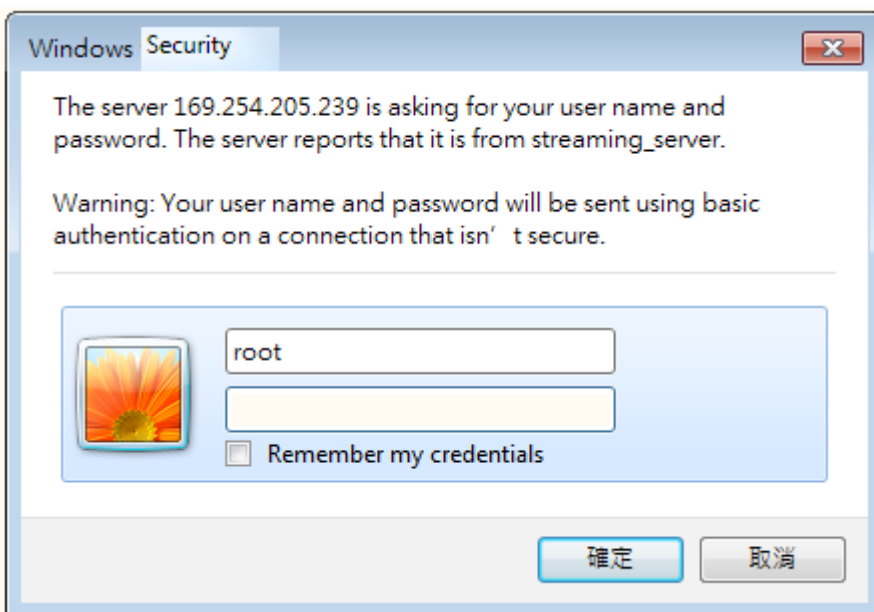 Windows Security
The server 169.254.205.239 is asking for your user name and
password. The server reports that it is from streaming_server.
Warning: Your user name and password will be sent using basic
authentication on a connection that isn’ t secure.
root
Remember my credentials
確定 取消